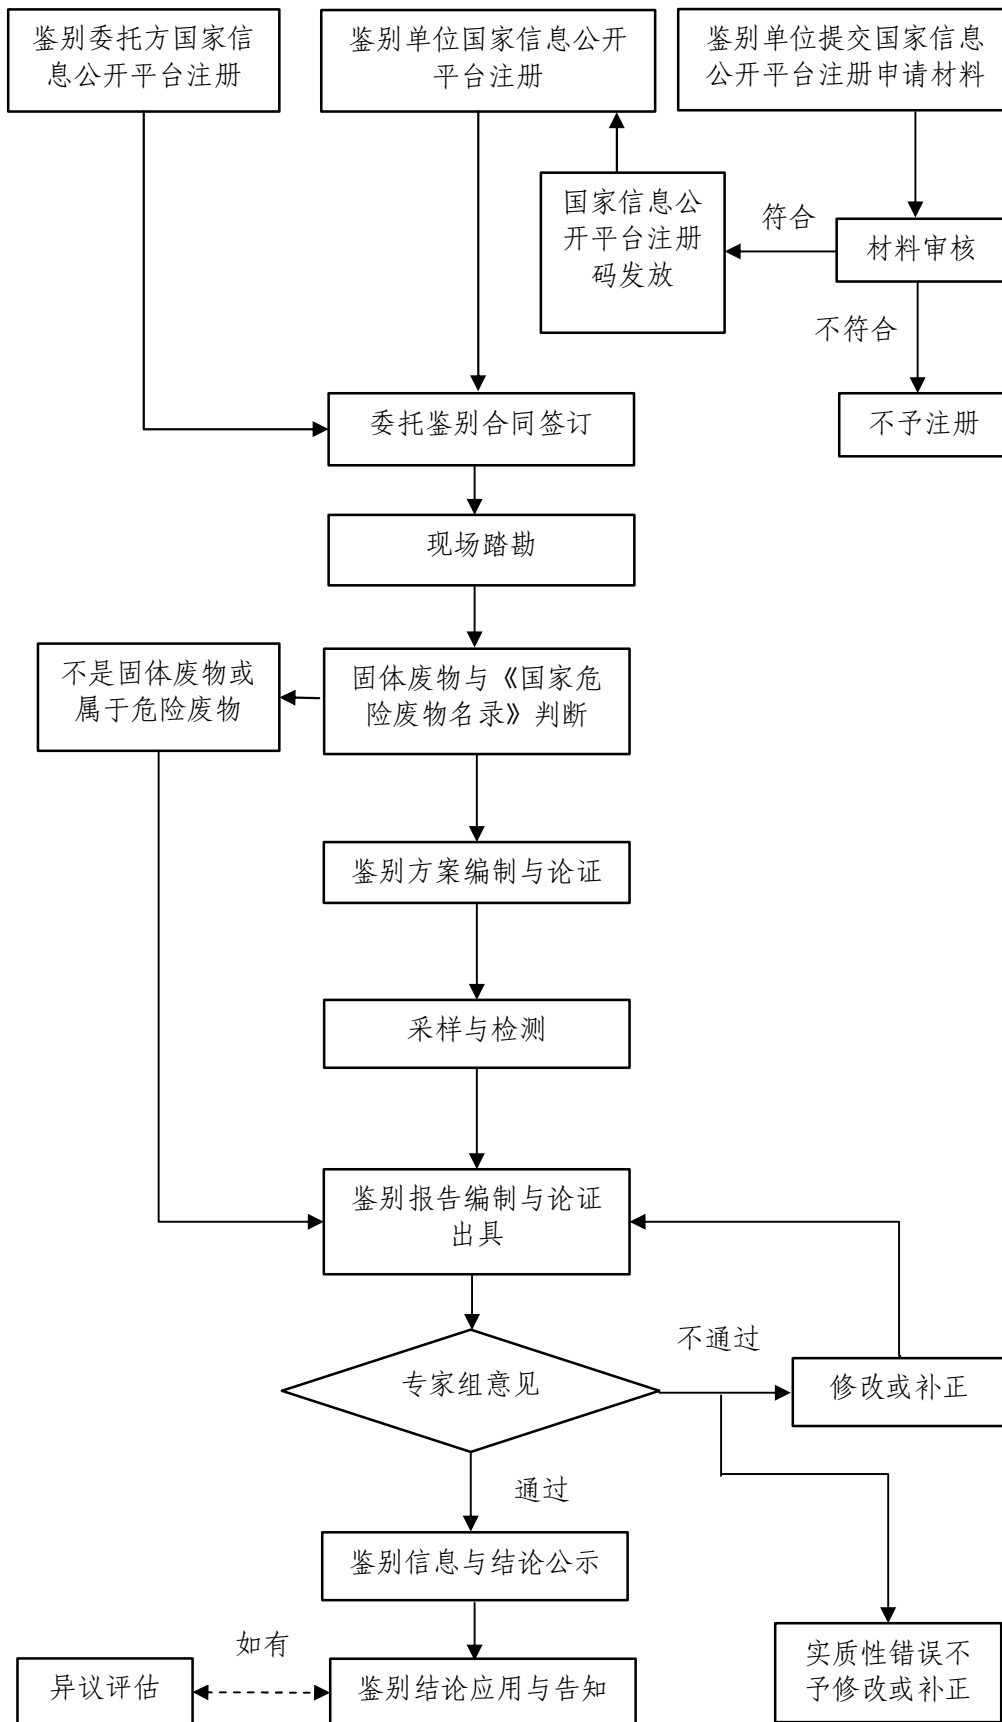 鉴别委托方国家信
息公开平台注册
鉴别单位国家信息公开
平台注册
鉴别单位提交国家信息
公开平台注册申请材料
国家信息公
开平台注册
码发放
符合
材料审核
不符合
委托鉴别合同签订
不予注册
现场踏勘
不是固体废物或
属于危险废物
固体废物与《国家危
险废物名录》判断
鉴别方案编制与论证
采样与检测
鉴别报告编制与论证
出具
不通过
专家组意见
修改或补正
通过
鉴别信息与结论公示
如有
异议评估
鉴别结论应用与告知
实质性错误不
予修改或补正